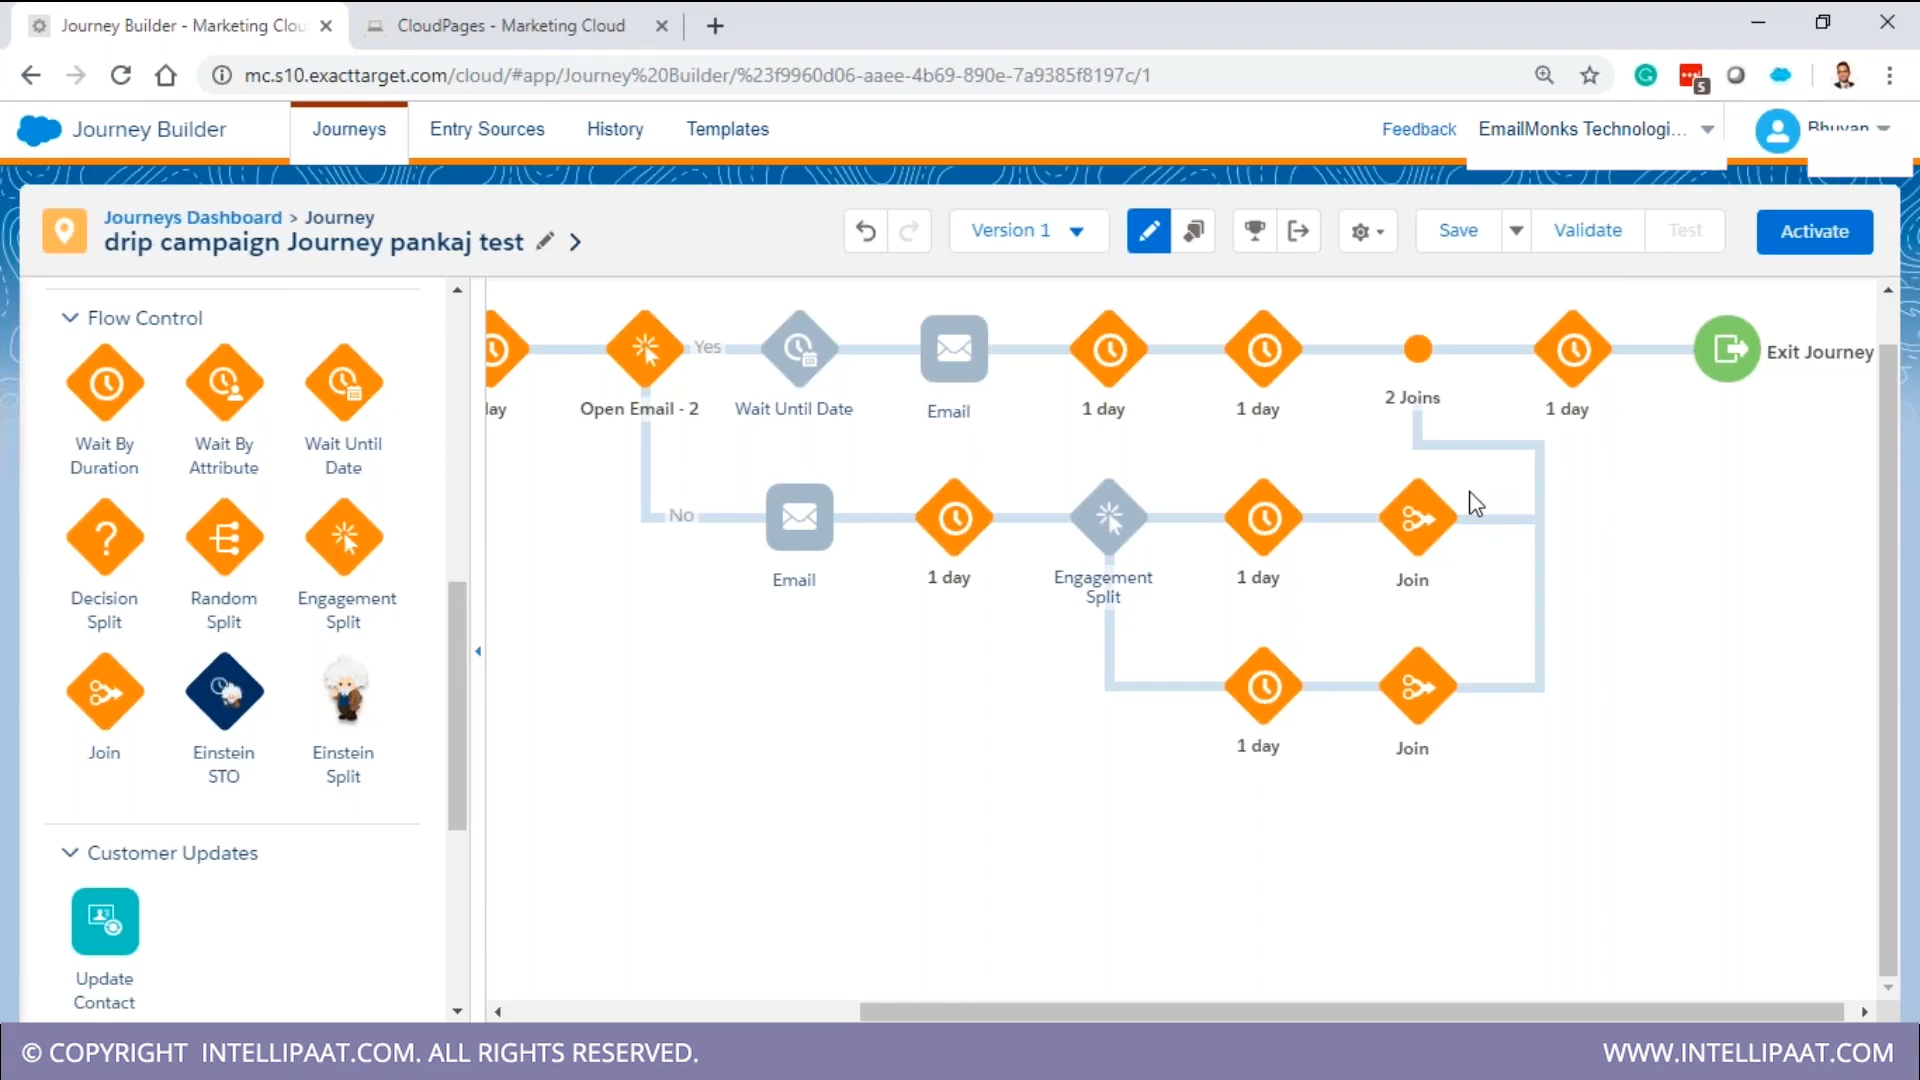 Journey Builder - Marketing Clou
CloudPages - Marketing Cloud
mc.s10.exacttarget.com/cloud/#app/Journey%20Builder/%23f9960d06-aaee-4b69-890e-7a9385f8197c/1
S
Journey Builder
Journeys
Entry Sources
History
Templates
Feedback
EmailMonks Technologi...
Bhuvan
Journeys Dashboard > Journey
drip campaign Journey pankaj test
Version 1
Save
Validate
Test
Activate
Flow Control
Wait By Duration
Wait By Attribute
Wait Until Date
Decision Split
Random Split
Engagement Split
Join
Einstein STO
Einstein Split
Customer Updates
Update Contact
lay
Open Email - 2
Yes
Wait Until Date
Email
1 day
1 day
2 Joins
1 day
Exit Journey
No
Email
1 day
Engagement Split
1 day
Join
1 day
Join
© COPYRIGHT INTELLIPAAT.COM. ALL RIGHTS RESERVED.
WWW.INTELLIPAAT.COM